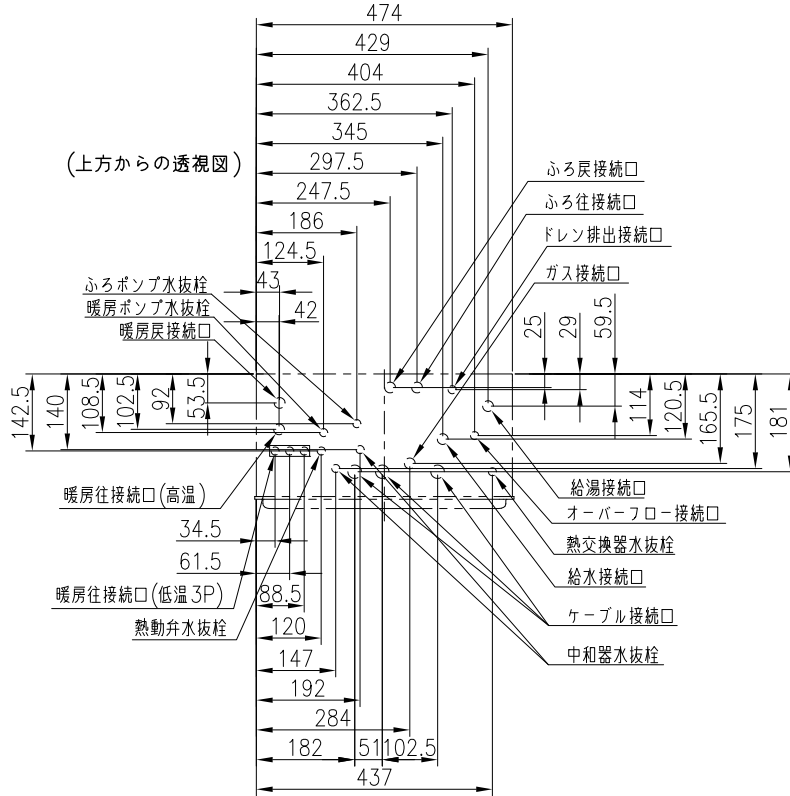 474
429
404
362.5
345
(上方からの透視図)
297.5
ふろ戻接続口
247.5
ふろ往接続口
186
ドレン排出接続口
124.5
ガス接続口
43
ふろポンプ水抜栓
42
暖房ポンプ水抜栓
暖房戻接続口
25
29
59.5
142.5
140
108.5
102.5
92
53.5
114
120.5
165.5
175
181
暖房往接続口(高温)
給湯接続口
オーバーフロー接続口
34.5
熱交換器水抜栓
61.5
給水接続口
暖房往接続口(低温3P)
88.5
ケーブル接続口
熱動弁水抜栓
120
中和器水抜栓
147
192
284
182
51
102.5
437